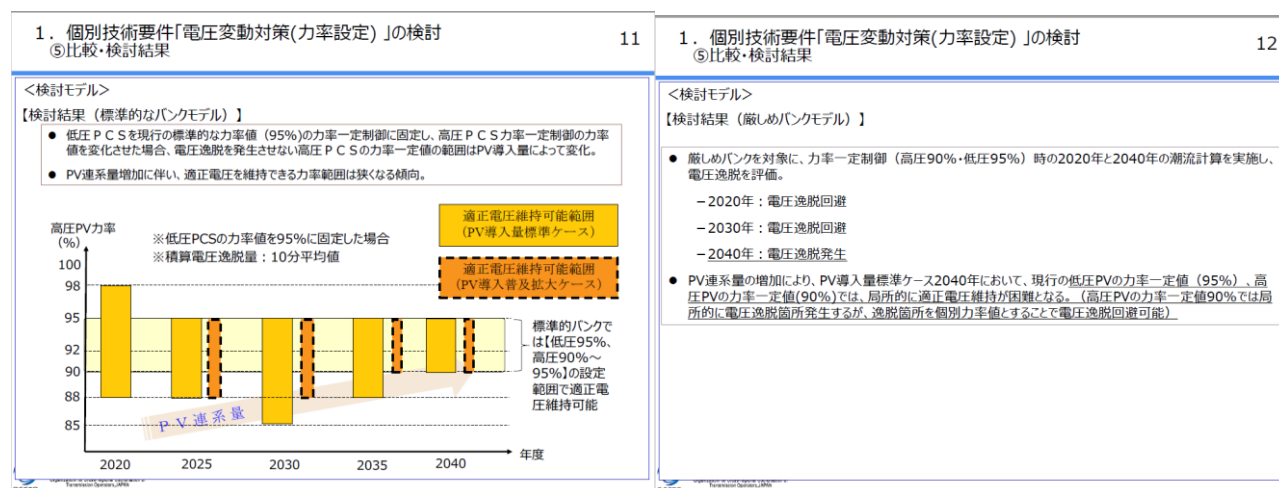 1．個別技術要件「電圧変動対策(力率設定) 」の検討
⑤比較・検討結果
11
＜検討モデル＞
【検討結果（標準的なバンクモデル）】
● 低圧ＰＣＳを現行の標準的な力率値（95%)の力率一定制御に固定し、高圧ＰＣＳ力率一定制御の力率
値を変化させた場合、電圧逸脱を発生させない高圧ＰＣＳの力率一定値の範囲はPV導入量によって変化。
● PV連系量増加に伴い、適正電圧を維持できる力率範囲は狭くなる傾向。
高圧PV力率
(%)
※低圧PCSの力率値を95%に固定した場合
※積算電圧逸脱量：10分平均値
適正電圧維持可能範囲
（PV導入量標準ケース）
適正電圧維持可能範囲
（PV導入普及拡大ケース）
100
98
95
92
90
88
85
標準的バンクで
は【低圧95%、
高圧90%～
95%】の設定
範囲で適正電
圧維持可能
ＰＶ連系量
2020
2025
2030
2035
2040
年度
Transmission Operators, JAPAN
1．個別技術要件「電圧変動対策(力率設定) 」の検討
⑤比較・検討結果
12
＜検討モデル＞
【検討結果（厳しめバンクモデル）】
● 厳しめバンクを対象に、力率一定制御（高圧90%・低圧95%）時の2020年と2040年の潮流計算を実施し、
電圧逸脱を評価。
－2020年：電圧逸脱回避
－2030年：電圧逸脱回避
－2040年：電圧逸脱発生
● PV連系量の増加により、PV導入量標準ケース2040年において、現行の低圧PVの力率一定値（95%）、高
圧PVの力率一定値(90%)では、局所的に適正電圧維持が困難となる。（高圧PVの力率一定値90%では局
所的に電圧逸脱箇所発生するが、逸脱箇所を個別力率値とすることで電圧逸脱回避可能）
Transmission Operators, JAPAN